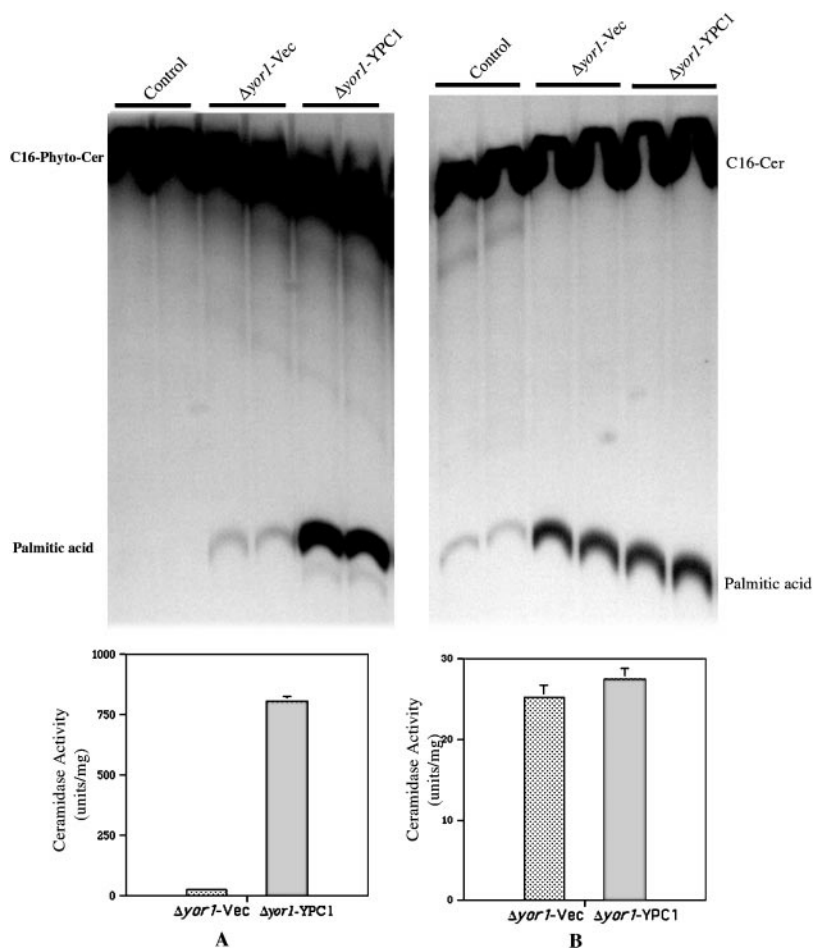 Control Δyor1-Vec Δyor1-YPC1
Control Δyor1-Vec Δyor1-YPC1
C16-Phyto-Cer
C16-Cer
Palmitic acid
Palmitic acid
Ceramidase Activity
(units/mg)
1000
750
500
250
0
Δyor1-Vec Δyor1-YPC1
A
Ceramidase Activity
(units/mg)
30
20
10
0
Δyor1-Vec Δyor1-YPC1
B